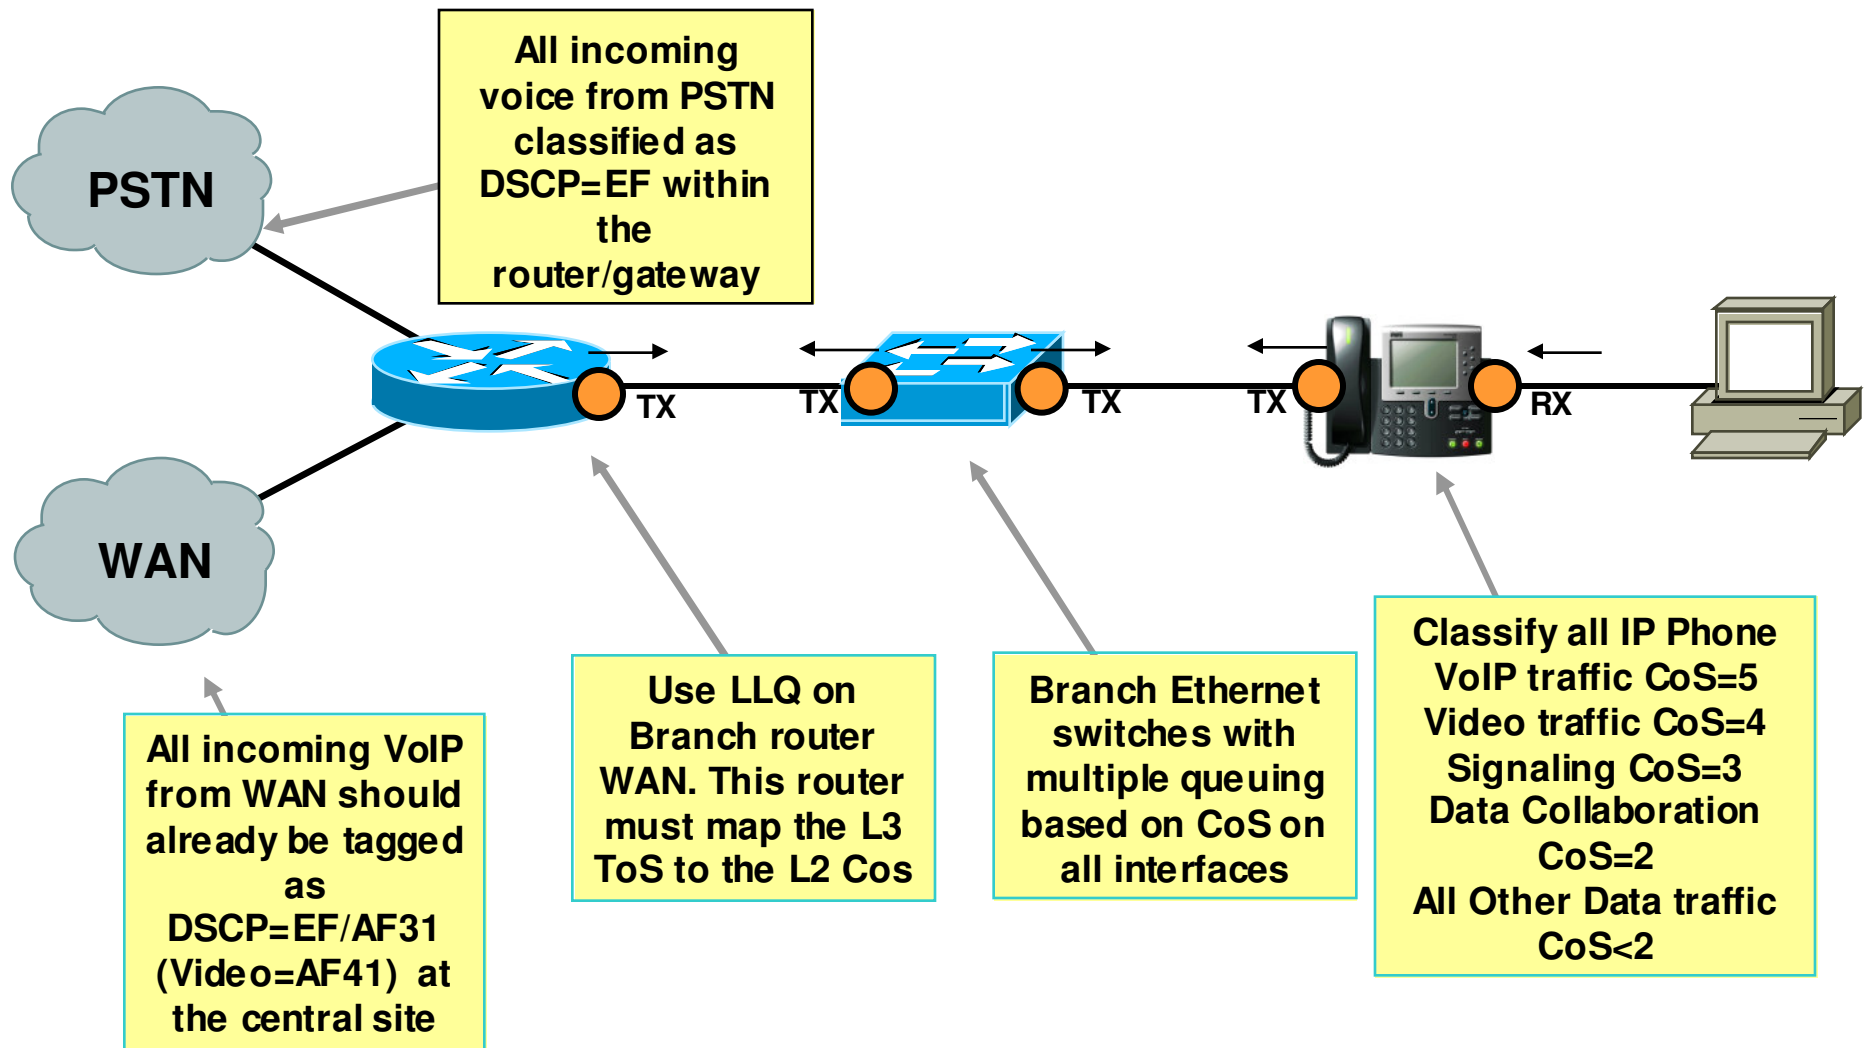 All incoming
voice from PSTN
classified as
DSCP=EF within
the
router/gateway
PSTN
TX
TX
TX
TX
RX
WAN
All incoming VoIP
from WAN should
already be tagged
as
DSCP=EF/AF31
(Video=AF41) at
the central site
Use LLQ on
Branch router
WAN. This router
must map the L3
ToS to the L2 Cos
Branch Ethernet
switches with
multiple queuing
based on CoS on
all interfaces
Classify all IP Phone
VoIP traffic CoS=5
Video traffic CoS=4
Signaling CoS=3
Data Collaboration
CoS=2
All Other Data traffic
CoS<2